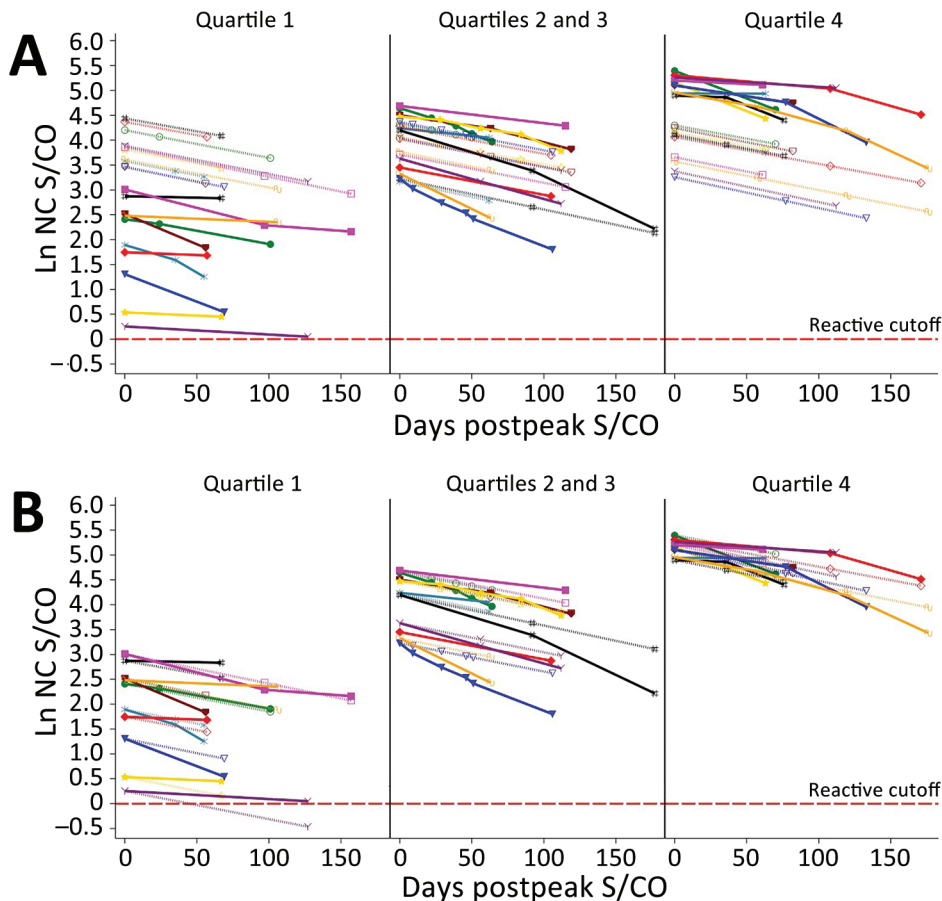 A
Quartile 1
Quartiles 2 and 3
Quartile 4
Ln NC S/CO
6.0
5.5
5.0
4.5
4.0
3.5
3.0
2.5
2.0
1.5
1.0
0.5
0
–0.5
Reactive cutoff
0 50 100 150 0 50 100 150 0 50 100 150
Days postpeak S/CO
B
Quartile 1
Quartiles 2 and 3
Quartile 4
Ln NC S/CO
6.0
5.5
5.0
4.5
4.0
3.5
3.0
2.5
2.0
1.5
1.0
0.5
0
–0.5
Reactive cutoff
0 50 100 150 0 50 100 150 0 50 100 150
Days postpeak S/CO